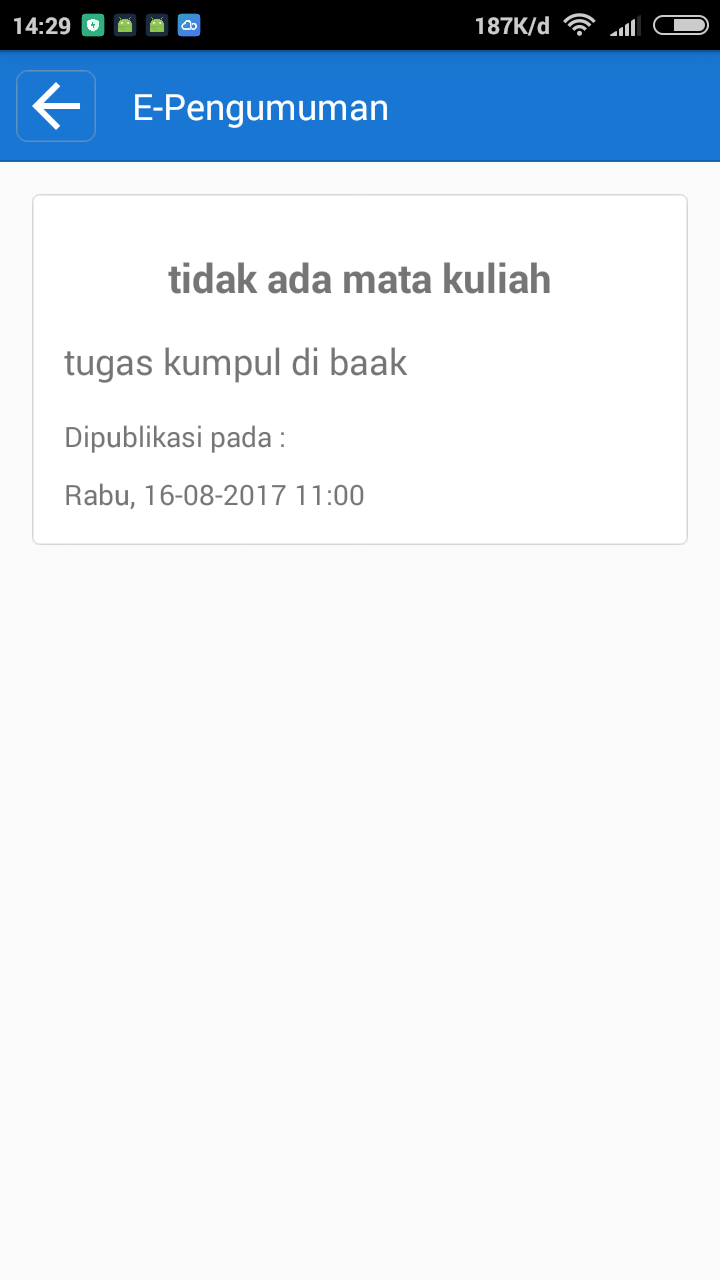 14:29 187K/d
E-Pengumuman
tidak ada mata kuliah
tugas kumpul di baak
Dipublikasi pada :
Rabu, 16-08-2017 11:00